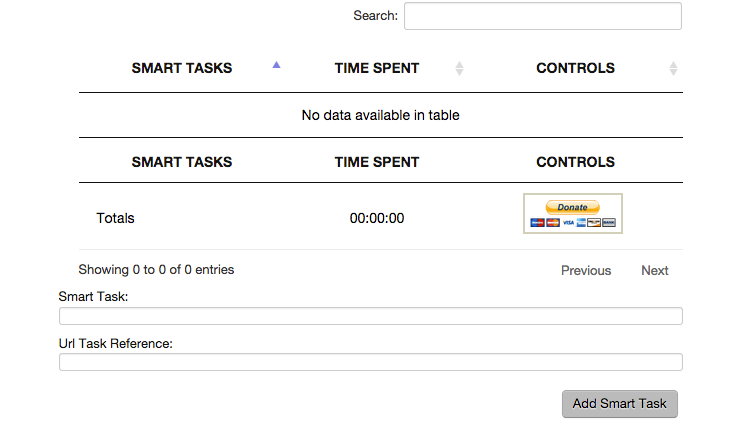 Search:
SMART TASKS TIME SPENT CONTROLS
No data available in table
SMART TASKS TIME SPENT CONTROLS
Totals 00:00:00 Donate
VISA
Showing 0 to 0 of 0 entries Previous Next
Smart Task:
Url Task Reference:
Add Smart Task